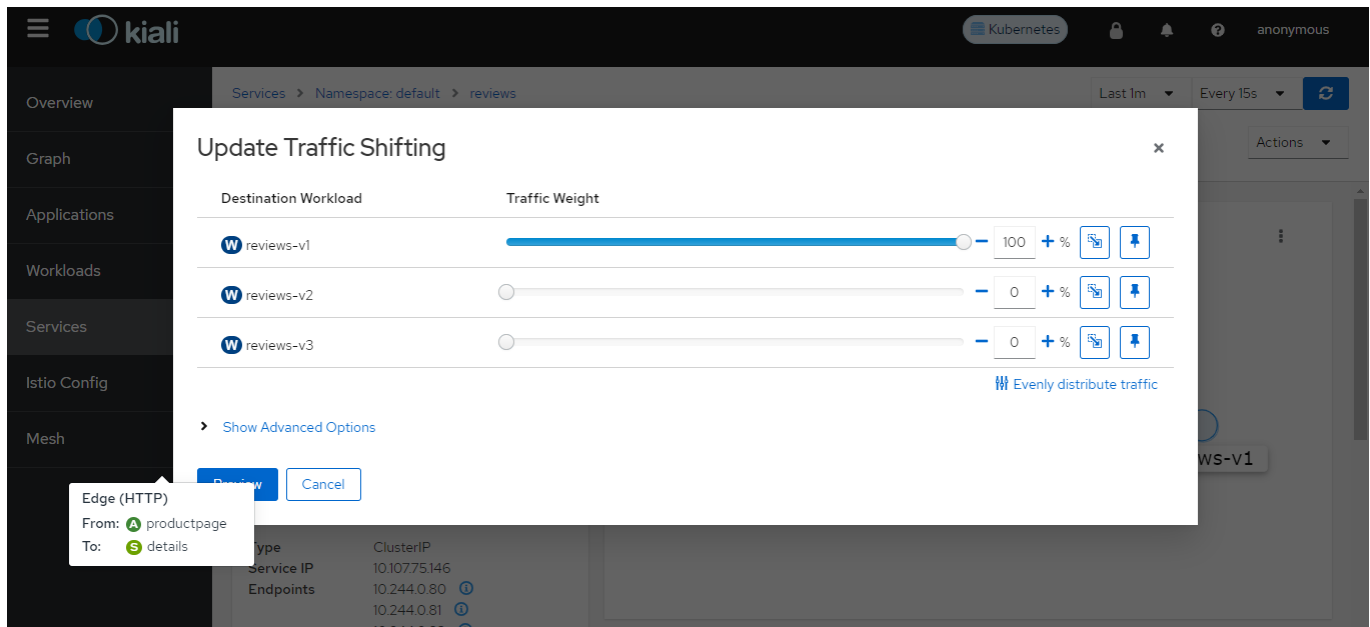 kiali
Kubernetes
anonymous
Overview
Graph
Applications
Workloads
Services
Istio Config
Mesh
Services > Namespace: default > reviews
Last 1m
Every 15s
Actions
Update Traffic Shifting
Destination Workload Traffic Weight
W reviews-v1 100 %
W reviews-v2 0 %
W reviews-v3 0 %
Evenly distribute traffic
Show Advanced Options
Preview Cancel
ws-v1
Edge (HTTP)
From: A productpage
To: S details
Type ClusterIP
Service IP 10.107.75.146
Endpoints 10.244.0.80
10.244.0.81